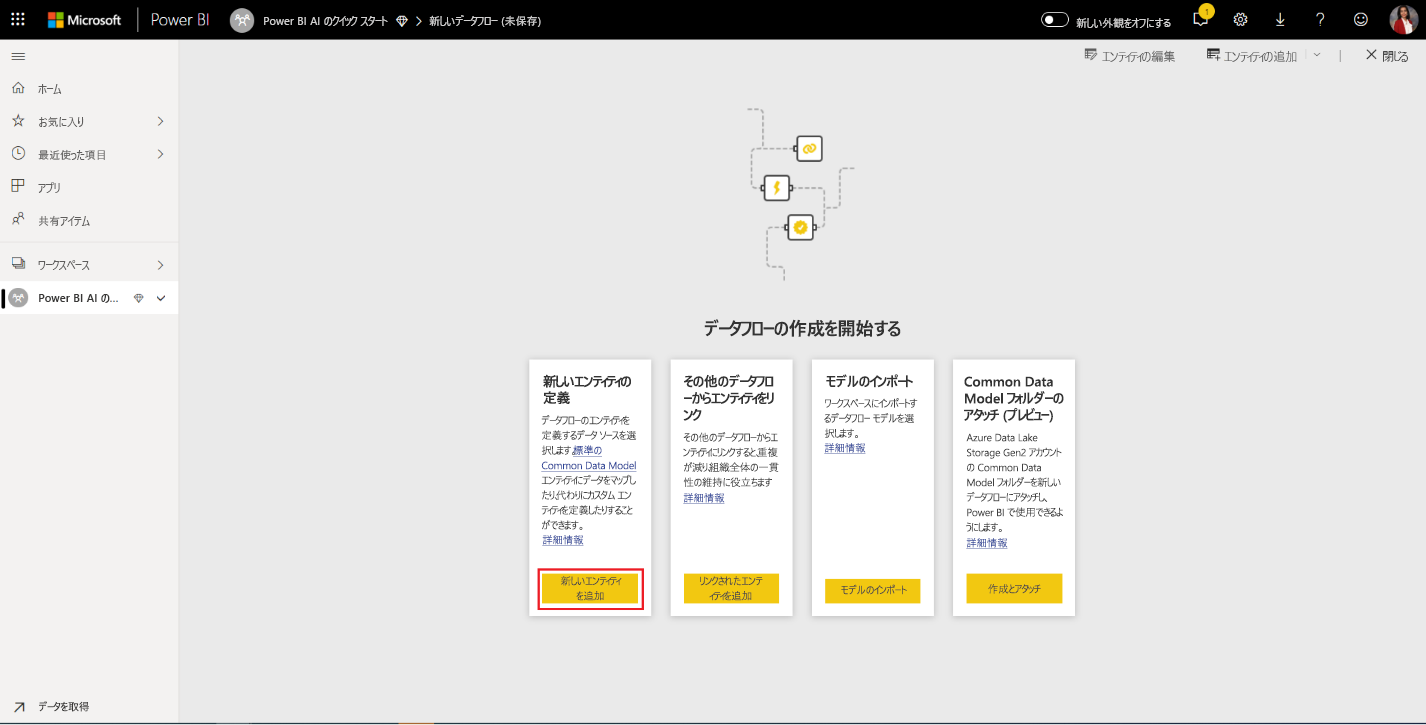 Microsoft Power BI Power BI AI のクイック スタート > 新しいデータフロー (未保存) 新しい外観をオフにする 1 ?
エンティティの編集 エンティティの追加 | 閉じる
ホーム
お気に入り
最近使った項目
アプリ
共有アイテム
ワークスペース
Power BI AI の...
データフローの作成を開始する
新しいエンティティの
定義
データフローのエンティティを
定義するデータ ソースを選
択します。標準の
Common Data Model
エンティティにデータをマップし
たり、代わりにカスタム エン
ティティを定義したりすること
ができます。
詳細情報
新しいエンティティ
を追加
その他のデータフロ
ーからエンティティをリ
ンク
その他のデータフローからエ
ンティティにリンクすると、重複
が減り、組織全体の一貫
性の維持に役立ちます
詳細情報
リンクされたエンテ
ィティを追加
モデルのインポート
ワークスペースにインポートす
るデータフロー モデルを選
択します。
詳細情報
モデルのインポート
Common Data
Model フォルダーの
アタッチ (プレビュー)
Azure Data Lake
Storage Gen2 アカウント
の Common Data
Model フォルダーを新しい
データフローにアタッチし、
Power BI で使用できるよ
うにします。
詳細情報
作成とアタッチ
データを取得